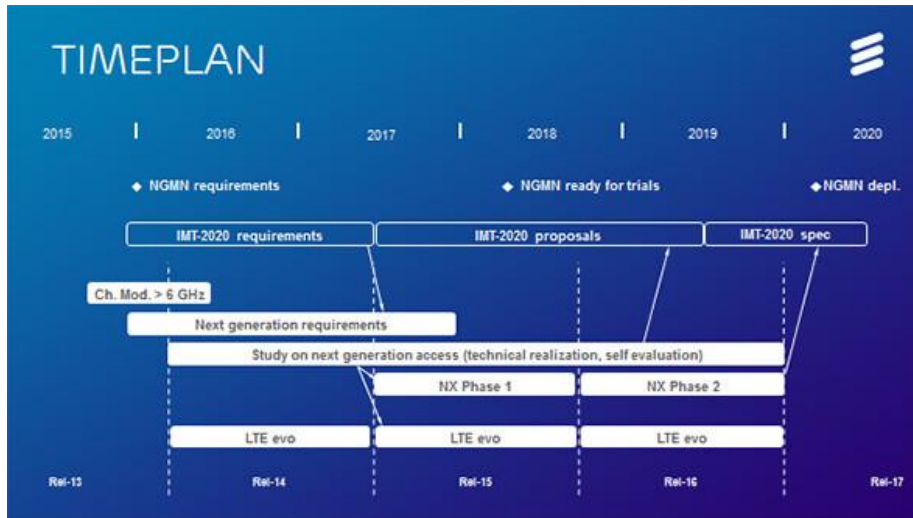 TIMEPLAN
2015 2016 2017 2018 2019 2020
NGMN requirements NGMN ready for trials NGMN depl.
IMT-2020 requirements IMT-2020 proposals IMT-2020 spec
Ch. Mod. > 6 GHz
Next generation requirements
Study on next generation access (technical realization, self evaluation)
NX Phase 1 NX Phase 2
LTE evo LTE evo LTE evo
Rel-13 Rel-14 Rel-15 Rel-16 Rel-17